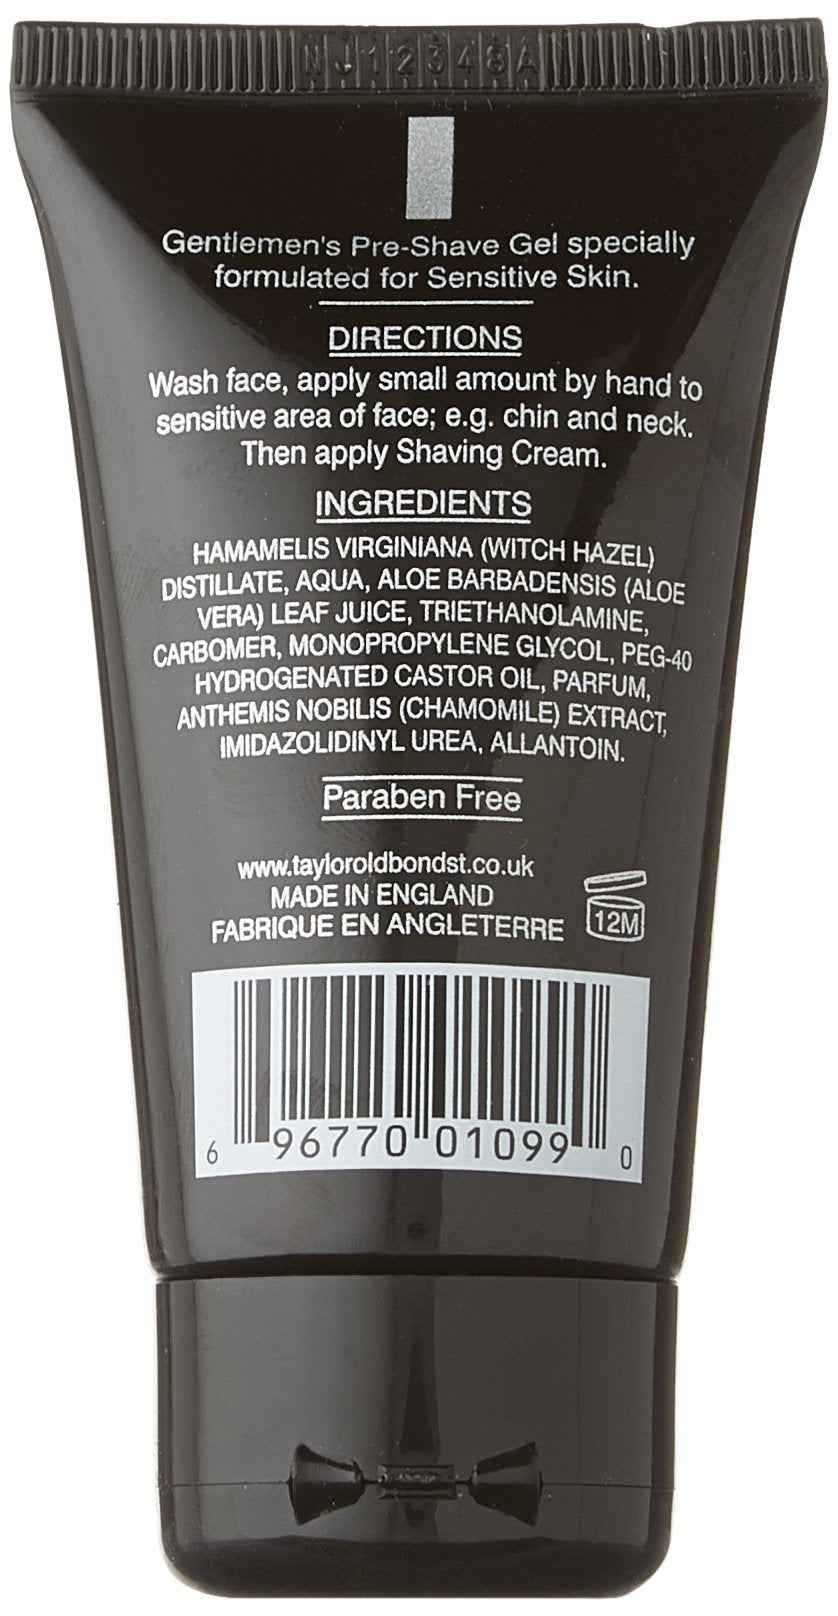 Gentlemen's Pre-Shave Gel specially
formulated for Sensitive Skin.
DIRECTIONS
Wash face, apply small amount by hand to
sensitive area of face; e.g. chin and neck.
Then apply Shaving Cream.
INGREDIENTS
HAMAMELIS VIRGINIANA (WITCH HAZEL)
DISTILLATE, AQUA, ALOE BARBADENSIS (ALOE
VERA) LEAF JUICE, TRIETHANOLAMINE,
CARBOMER, MONOPROPYLENE GLYCOL, PEG-40
HYDROGENATED CASTOR OIL, PARFUM,
ANTHEMIS NOBILIS (CHAMOMILE) EXTRACT,
IMIDAZOLIDINYL UREA, ALLANTOIN.
Paraben Free
www.tayloroldbondst.co.uk
MADE IN ENGLAND
FABRIQUE EN ANGLETERRE
12M
6 96770 01099 0